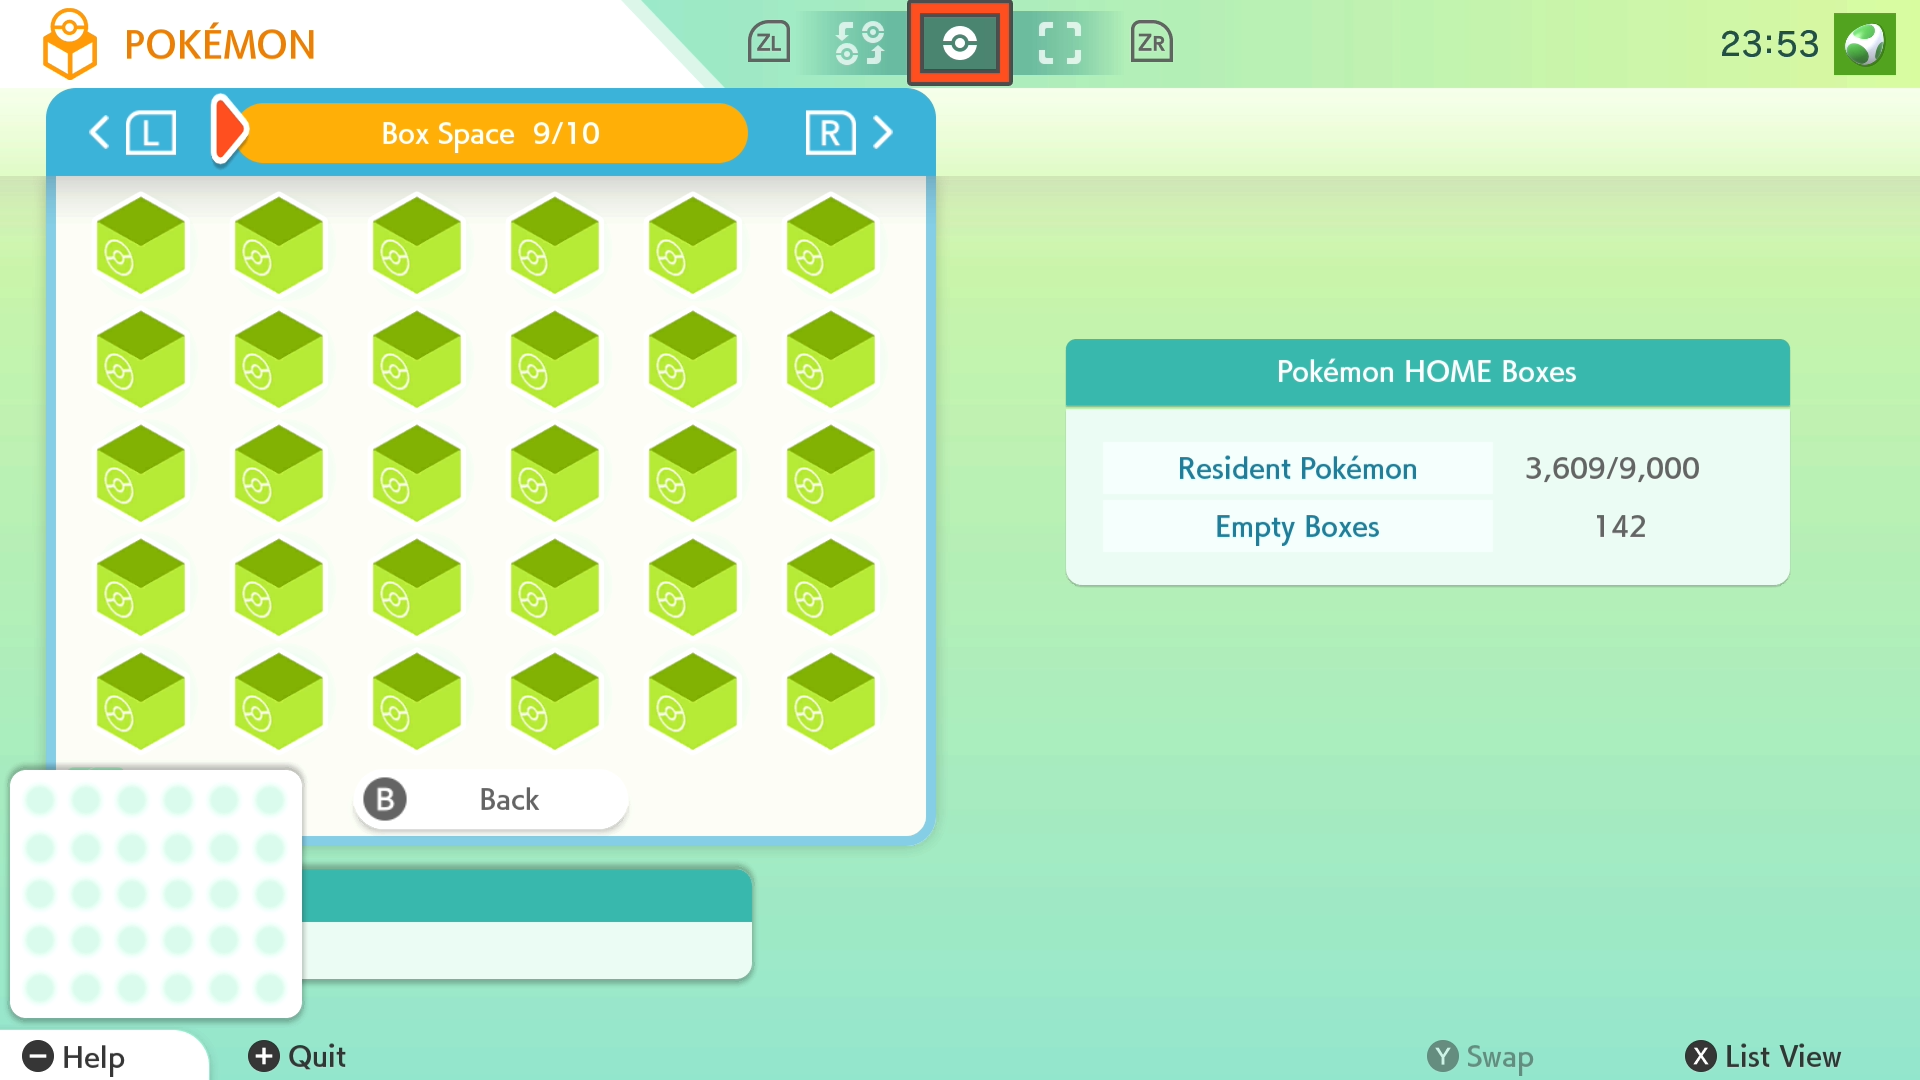 POKÉMON
ZL
ZR
23:53
L
Box Space 9/10
R
Pokémon HOME Boxes
Resident Pokémon 3,609/9,000
Empty Boxes 142
B Back
Help
Quit
Y Swap
X List View